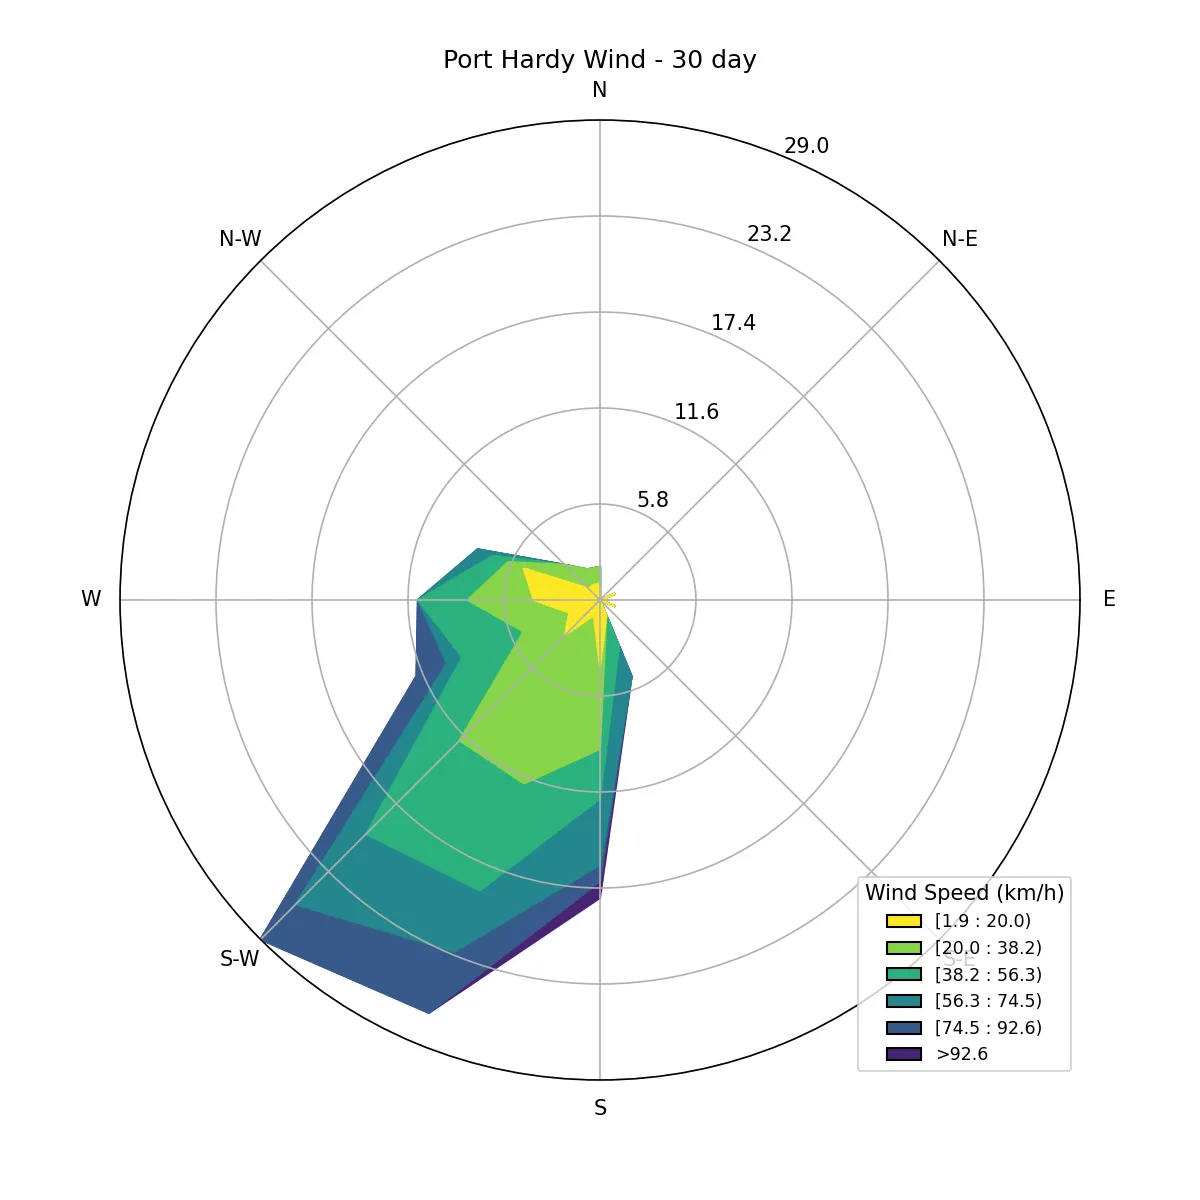 Port Hardy Wind - 30 day
N
29.0
N-W
23.2
N-E
17.4
11.6
5.8
W
E
Wind Speed (km/h)
[1.9 : 20.0)
[20.0 : 38.2)
S-W
S-E
[38.2 : 56.3)
[56.3 : 74.5)
[74.5 : 92.6)
>92.6
S